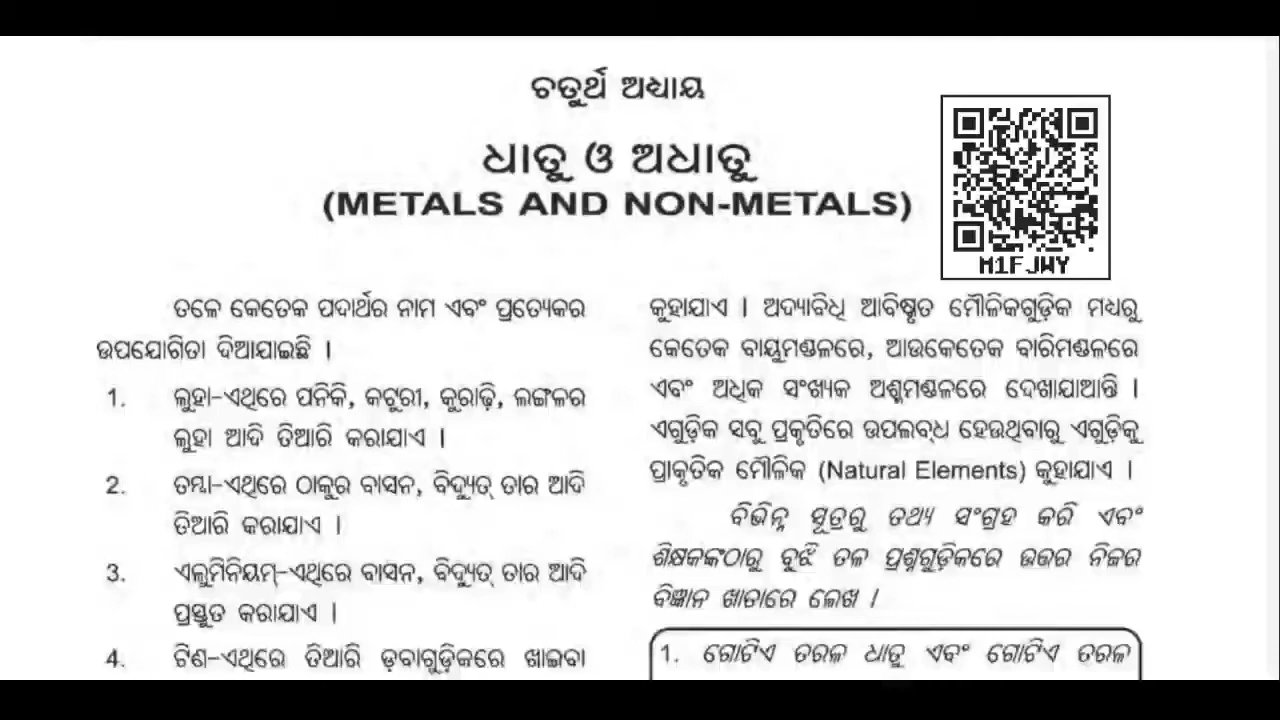 ଚତୁର୍ଥ ଅଧ୍ୟାୟ
ଧାତୁ ଓ ଅଧାତୁ
(METALS AND NON-METALS)
M1FJWY
ତଳେ କେତେକ ପଦାର୍ଥର ନାମ ଏବଂ ପ୍ରତ୍ୟେକର
ଉପଯୋଗିତା ଦିଆଯାଇଛି ।
1. ଲୁହା-ଏଥିରେ ପନିକି, କଟୁରୀ, କୁରାଢ଼ି, ଲଙ୍ଗଳର
ଲୁହା ଆଦି ତିଆରି କରାଯାଏ ।
2. ତମ୍ବା-ଏଥିରେ ଠାକୁର ବାସନ, ବିଦ୍ୟୁତ୍ ତାର ଆଦି
ତିଆରି କରାଯାଏ ।
3. ଏଲୁମିନିୟମ୍-ଏଥିରେ ବାସନ, ବିଦ୍ୟୁତ୍ ତାର ଆଦି
ପ୍ରସ୍ତୁତ କରାଯାଏ ।
4. ଟିଣ-ଏଥିରେ ତିଆରି ଡ଼ବାଗୁଡ଼ିକରେ ଖାଇବା
କୁହାଯାଏ । ଅଦ୍ୟାବିଧି ଆବିଷ୍କୃତ ମୌଳିକଗୁଡ଼ିକ ମଧ୍ୟରୁ
କେତେକ ବାୟୁମଣ୍ଡଳରେ, ଆଉକେତେକ ବାରିମଣ୍ଡଳରେ
ଏବଂ ଅଧିକ ସଂଖ୍ୟକ ଅଶ୍ମମଣ୍ଡଳରେ ଦେଖାଯାଆନ୍ତି ।
ଏଗୁଡ଼ିକ ସବୁ ପ୍ରକୃତିରେ ଉପଲବ୍ଧ ହେଉଥିବାରୁ ଏଗୁଡ଼ିକୁ
ପ୍ରାକୃତିକ ମୌଳିକ (Natural Elements) କୁହାଯାଏ ।
ବିଭିନ୍ନ ସୂତ୍ରରୁ ତଥ୍ୟ ସଂଗ୍ରହ କରି ଏବଂ
ଶିକ୍ଷକଙ୍କଠାରୁ ବୁଝି ତଳ ପ୍ରଶ୍ନଗୁଡ଼ିକରେ ଉତ୍ତର ନିଜର
ବିଜ୍ଞାନ ଖାତାରେ ଲେଖ ।
1. ଗୋଟିଏ ତରଳ ଧାତୁ ଏବଂ ଗୋଟିଏ ତରଳ